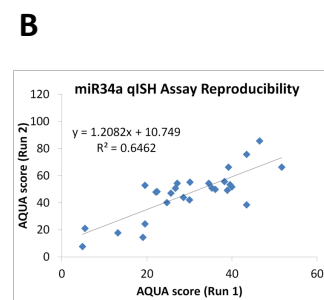 B
miR34a qISH Assay Reproducibility
y = 1.2082x + 10.749
R² = 0.6462
AQUA score (Run 2)
120
100
80
60
40
20
0
0 20 40 60
AQUA score (Run 1)